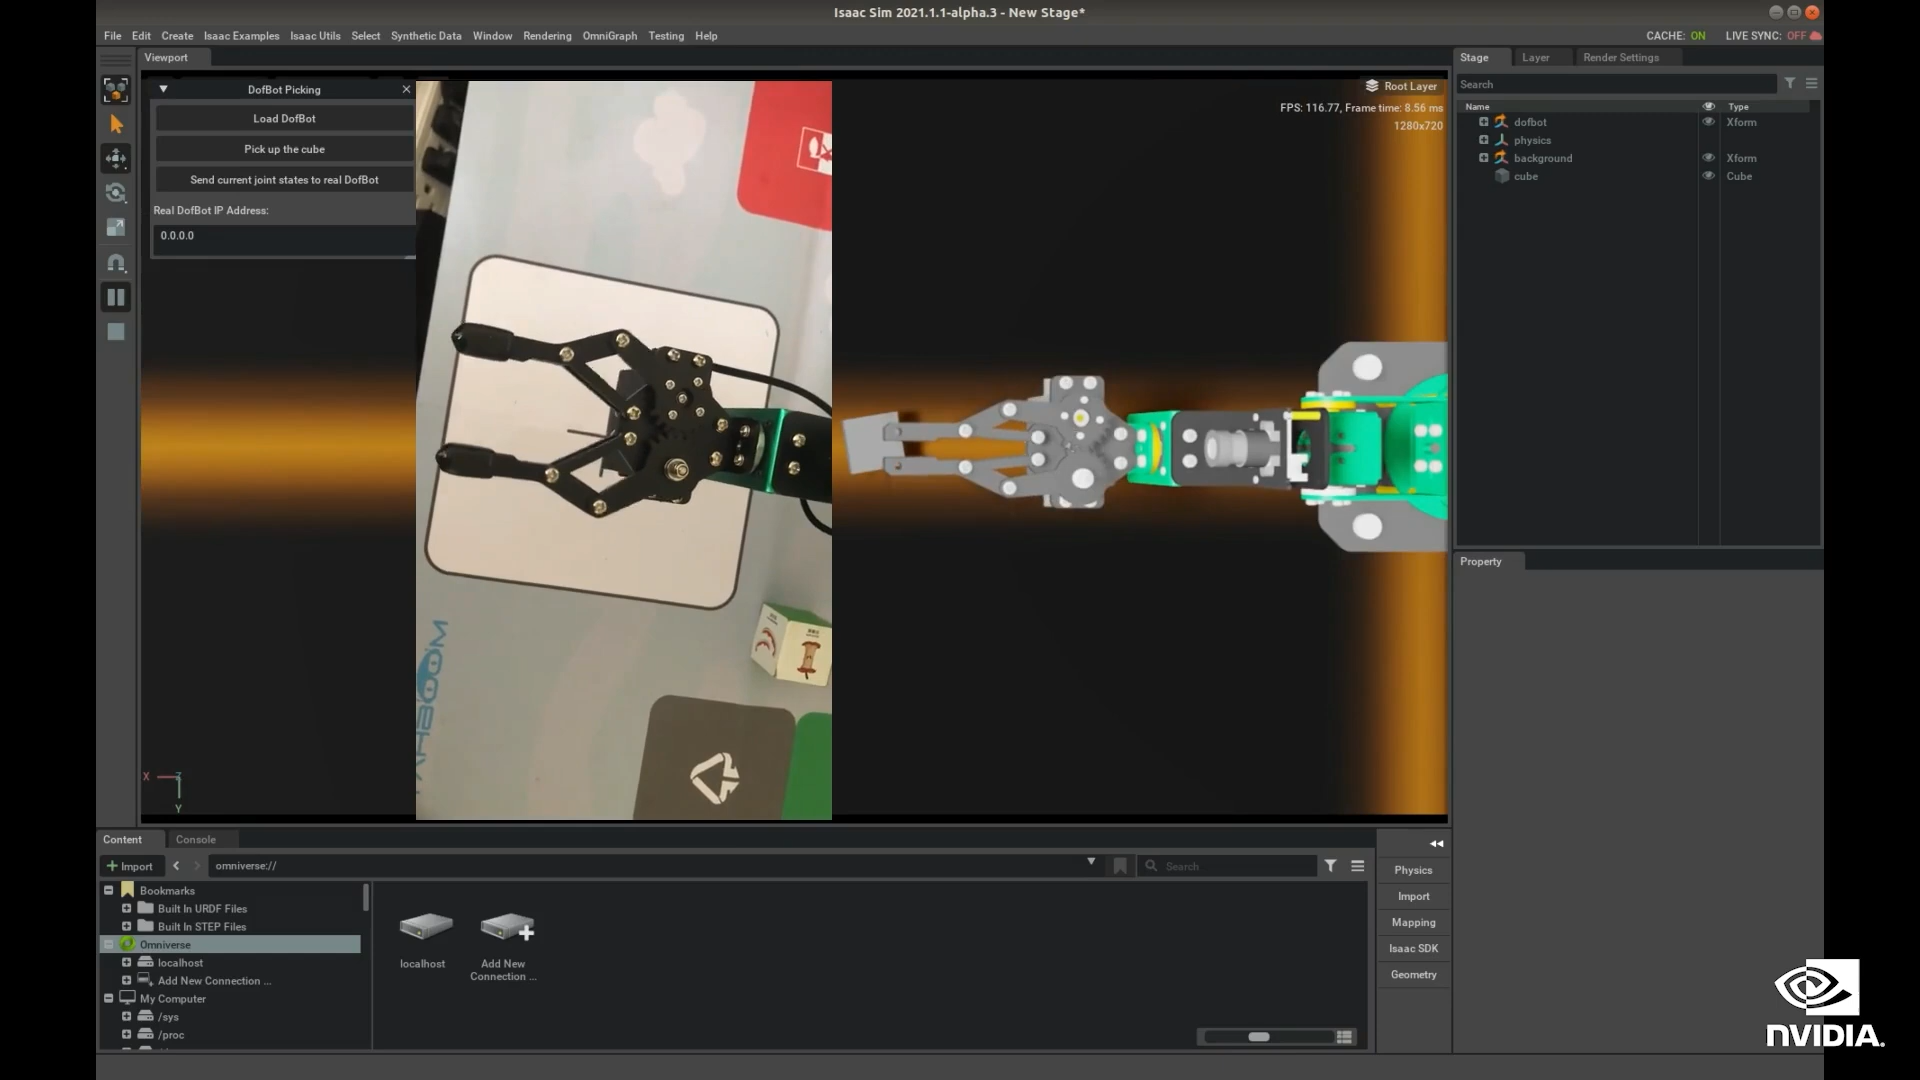 Isaac Sim 2021.1.1-alpha.3 - New Stage*
File Edit Create Isaac Examples Isaac Utils Select Synthetic Data Window Rendering OmniGraph Testing Help
CACHE: ON LIVE SYNC: OFF
Viewport
DofBot Picking
Load DofBot
Pick up the cube
Send current joint states to real DofBot
Real DofBot IP Address:
0.0.0.0
Root Layer
FPS: 116.77, Frame time: 8.56 ms
1280x720
X Z
Y
Stage Layer Render Settings
Search
Name Type
dofbot Xform
physics
background Xform
cube Cube
Property
Content Console
Import omniverse:// Search
Bookmarks
Built In URDF Files
Built In STEP Files
Omniverse
localhost
Add New Connection ...
My Computer
/sys
/proc
localhost
Add New
Connection ...
Physics
Import
Mapping
Isaac SDK
Geometry
NVIDIA.